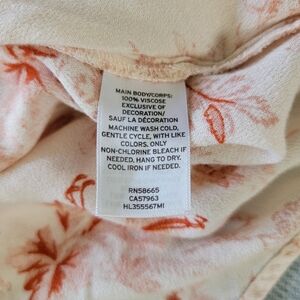 MAIN BODY/CORPS:
100% VISCOSE
EXCLUSIVE OF
DECORATION/
SAUF LA DÉCORATION
MACHINE WASH COLD,
GENTLE CYCLE, WITH LIKE
COLORS, ONLY
NON-CHLORINE BLEACH IF
NEEDED. HANG TO DRY.
COOL IRON IF NEEDED.
RN58665
CA57963
HL355567MI